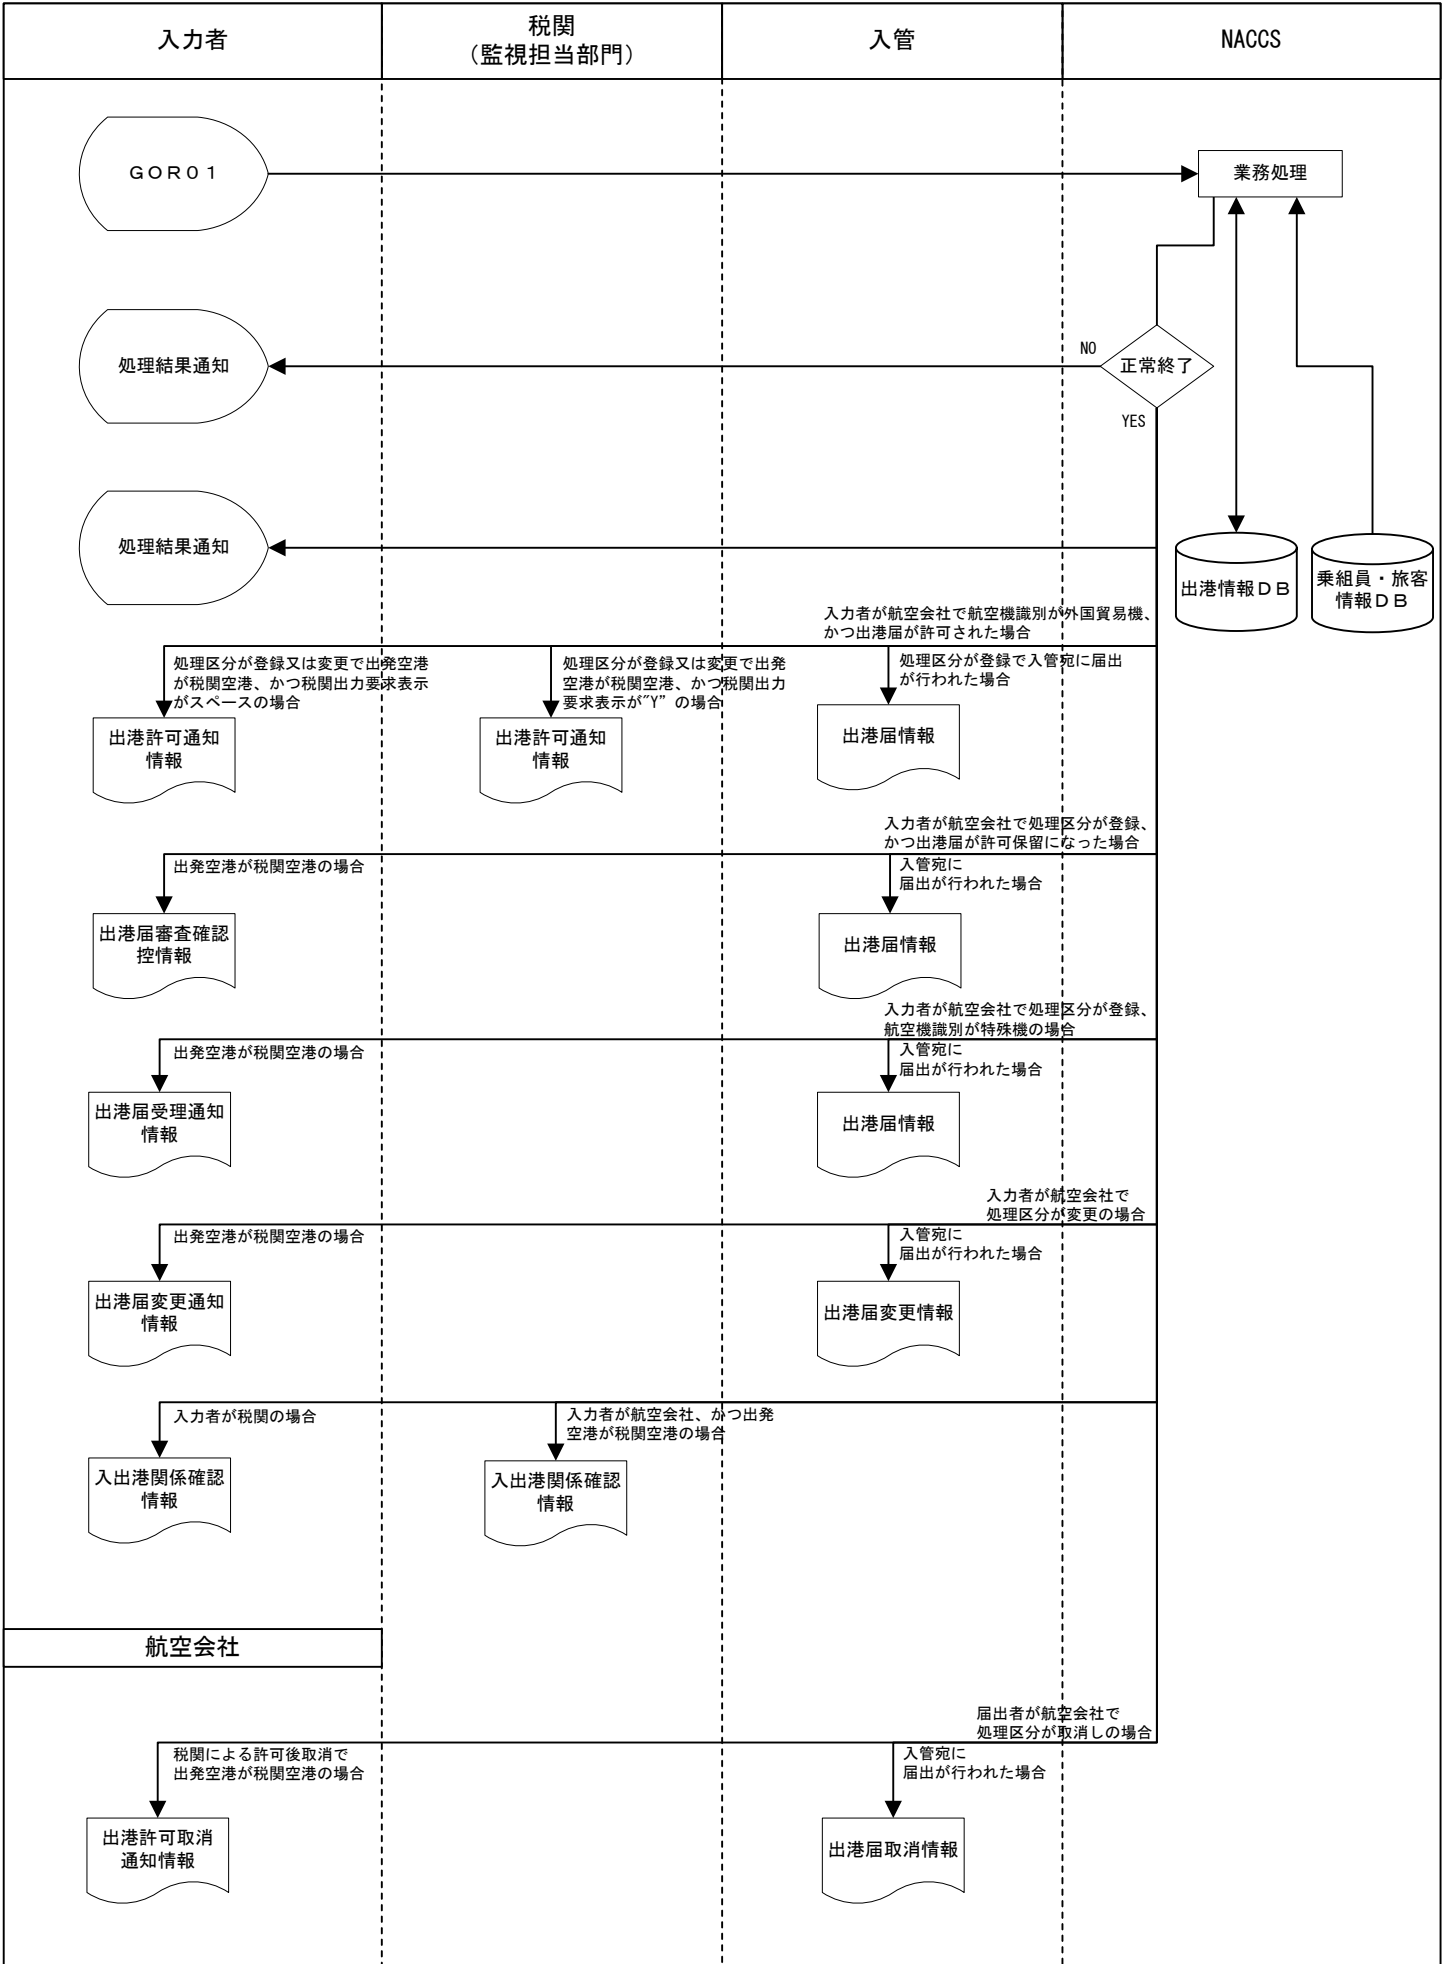 入力者
税関
（監視担当部門）
入管
NACCS
ＧＯＲ０１
業務処理
処理結果通知
NO
正常終了
YES
処理結果通知
出港情報ＤＢ
乗組員・旅客
情報ＤＢ
入力者が航空会社で航空機識別が外国貿易機、
かつ出港届が許可された場合
処理区分が登録又は変更で出発空港
が税関空港、かつ税関出力要求表示
がスペースの場合
処理区分が登録又は変更で出発
空港が税関空港、かつ税関出力
要求表示が"Y" の場合
処理区分が登録で入管宛に届出
が行われた場合
出港許可通知
情報
出港許可通知
情報
出港届情報
入力者が航空会社で処理区分が登録、
かつ出港届が許可保留になった場合
出発空港が税関空港の場合
入管宛に
届出が行われた場合
出港届審査確認
控情報
出港届情報
入力者が航空会社で処理区分が登録、
航空機識別が特殊機の場合
出発空港が税関空港の場合
入管宛に
届出が行われた場合
出港届受理通知
情報
出港届情報
入力者が航空会社で
処理区分が変更の場合
出発空港が税関空港の場合
入管宛に
届出が行われた場合
出港届変更通知
情報
出港届変更情報
入力者が税関の場合
入力者が航空会社、かつ出発
空港が税関空港の場合
入出港関係確認
情報
入出港関係確認
情報
航空会社
届出者が航空会社で
処理区分が取消しの場合
税関による許可後取消で
出発空港が税関空港の場合
入管宛に
届出が行われた場合
出港許可取消
通知情報
出港届取消情報